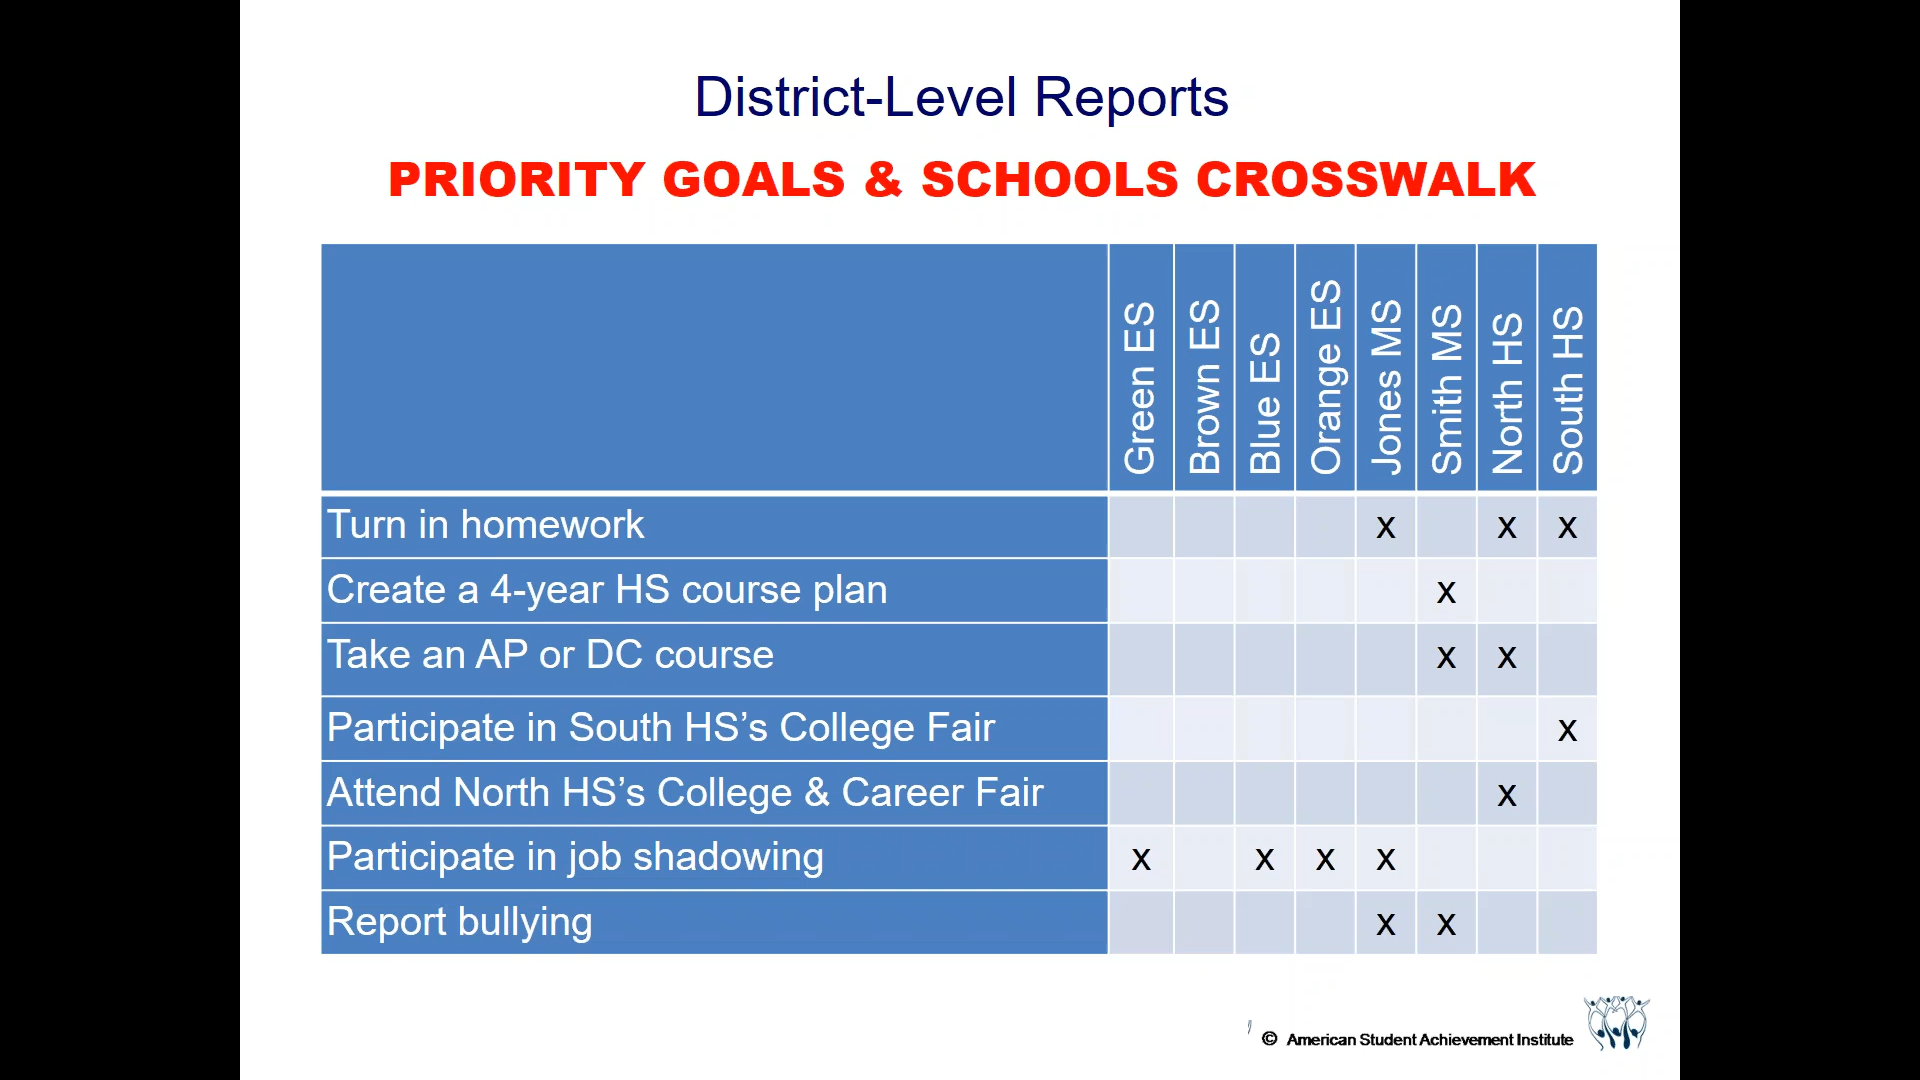 District-Level Reports
PRIORITY GOALS & SCHOOLS CROSSWALK
Green ES
Brown ES
Blue ES
Orange ES
Jones MS
Smith MS
North HS
South HS
Turn in homework x x x
Create a 4-year HS course plan x
Take an AP or DC course x x
Participate in South HS’s College Fair x
Attend North HS’s College & Career Fair x
Participate in job shadowing x x x x
Report bullying x x
© American Student Achievement Institute